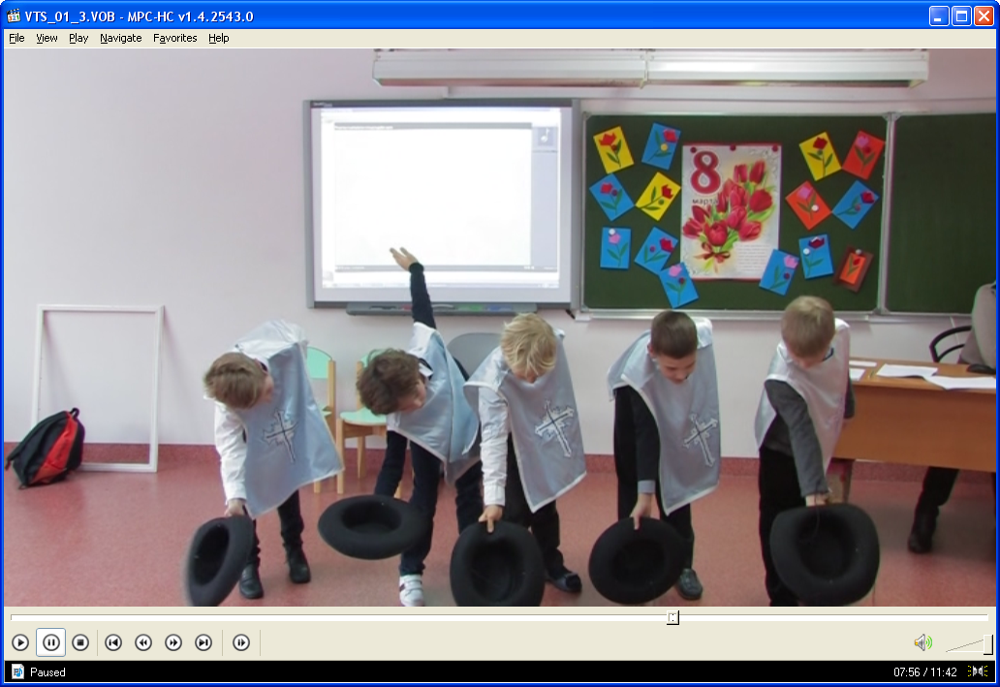 VTS_01_3.VOB - MPC-HC v1.4.2543.0
File View Play Navigate Favorites Help
8
марта
Paused
07:56 / 11:42